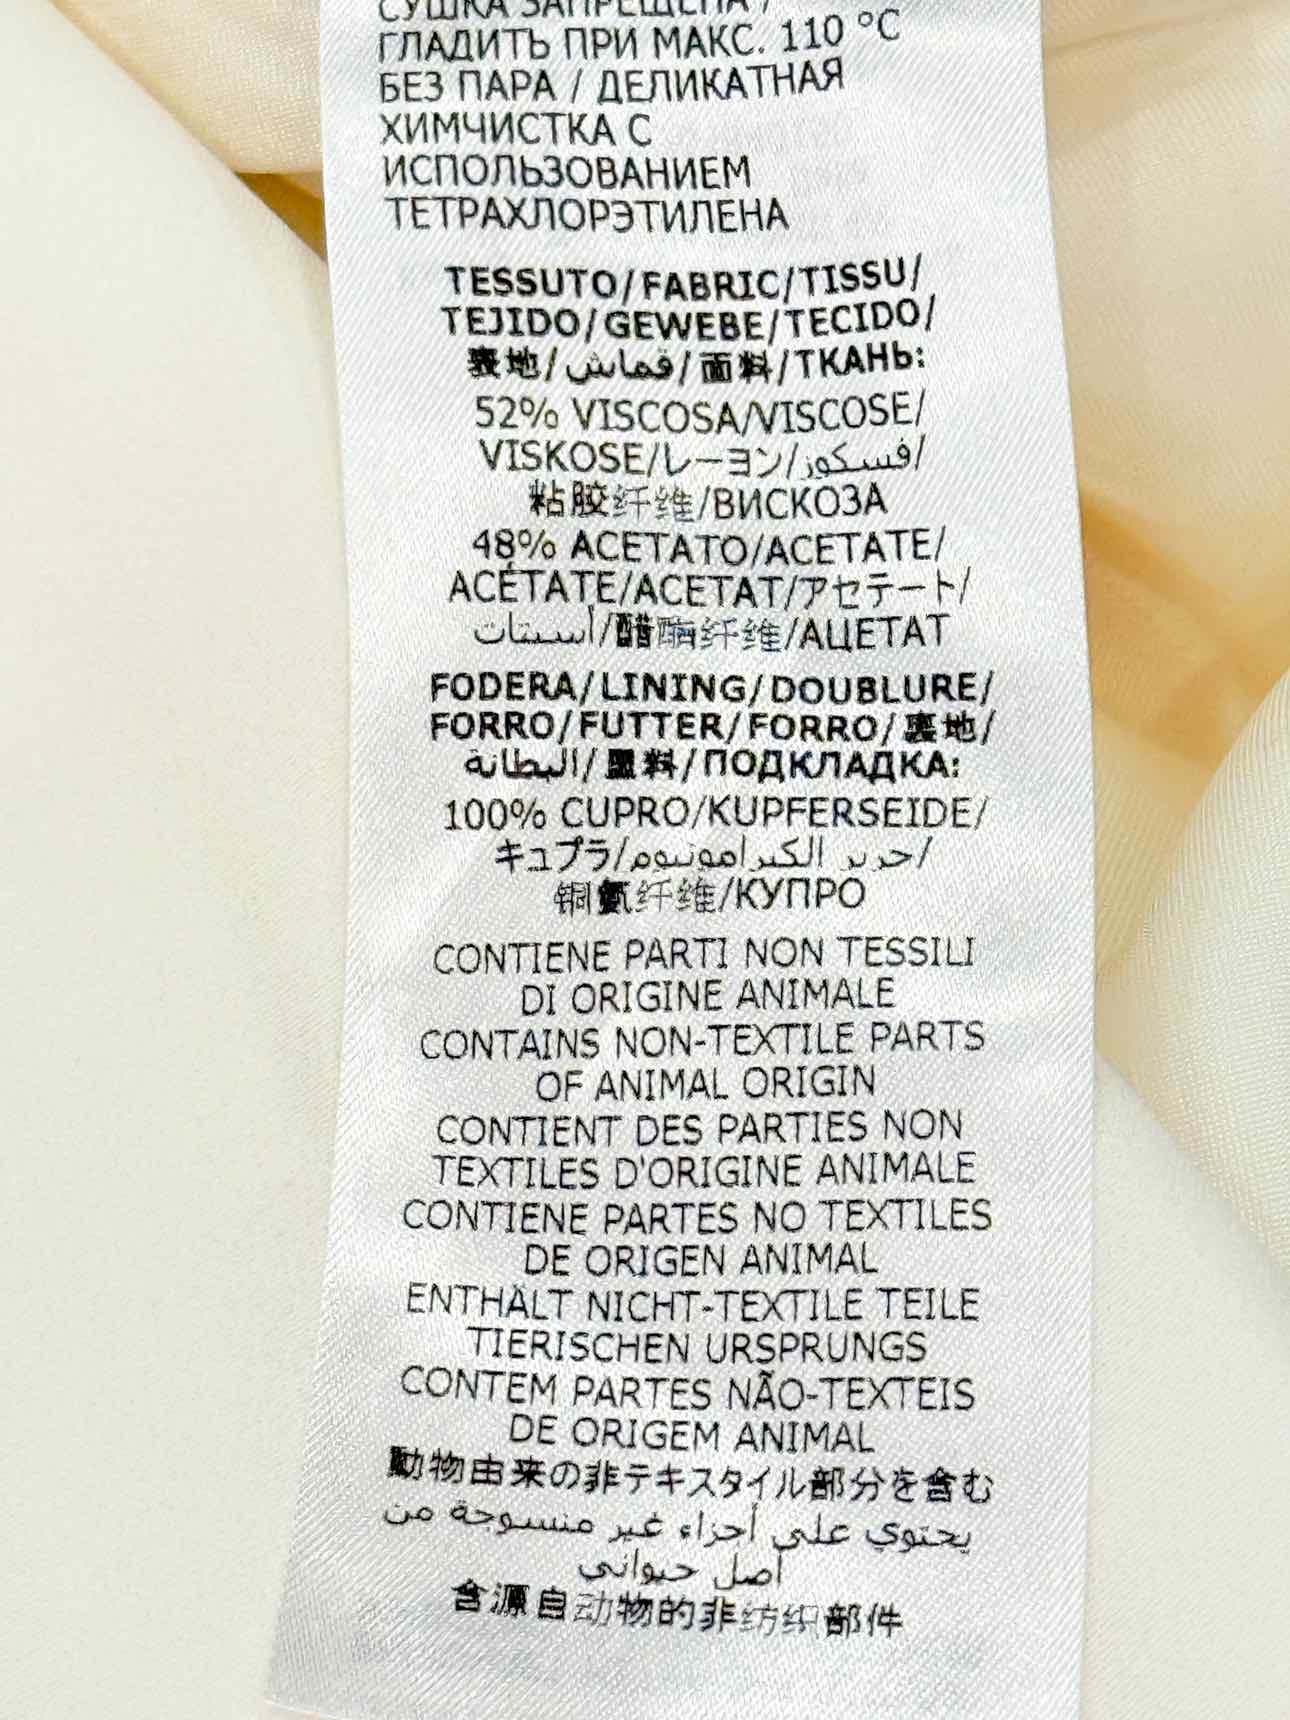 СУШКА ЗАПРЕЩЕНА /
ГЛАДИТЬ ПРИ МАКС. 110 °C
БЕЗ ПАРА / ДЕЛИКАТНАЯ
ХИМЧИСТКА С
ИСПОЛЬЗОВАНИЕМ
ТЕТРАХЛОРЭТИЛЕНА
TESSUTO/FABRIC/TISSU/
TEJIDO/GEWEBE/TECIDO/
表地/قماش/面料/ТКАНЬ:
52% VISCOSA/VISCOSE/
VISKOSE/レーヨン/فسكوز/
粘胶纤维/ВИСКОЗА
48% ACETATO/ACETATE/
ACÉTATE/ACETAT/アセテート/
أسيتات/醋酯纤维/АЦЕТАТ
FODERA/LINING/DOUBLURE/
FORRO/FUTTER/FORRO/裏地/
البطانة/里料/ПОДКЛАДКА:
100% CUPRO/KUPFERSEIDE/
キュプラ/حرير الكبرامونيوم/
铜氨纤维/КУПРО
CONTIENE PARTI NON TESSILI
DI ORIGINE ANIMALE
CONTAINS NON-TEXTILE PARTS
OF ANIMAL ORIGIN
CONTIENT DES PARTIES NON
TEXTILES D'ORIGINE ANIMALE
CONTIENE PARTES NO TEXTILES
DE ORIGEN ANIMAL
ENTHÄLT NICHT-TEXTILE TEILE
TIERISCHEN URSPRUNGS
CONTEM PARTES NÃO-TEXTEIS
DE ORIGEM ANIMAL
動物由来の非テキスタイル部分を含む
يحتوي على أجزاء غير منسوجة من
أصل حيواني
含源自动物的非纺织部件